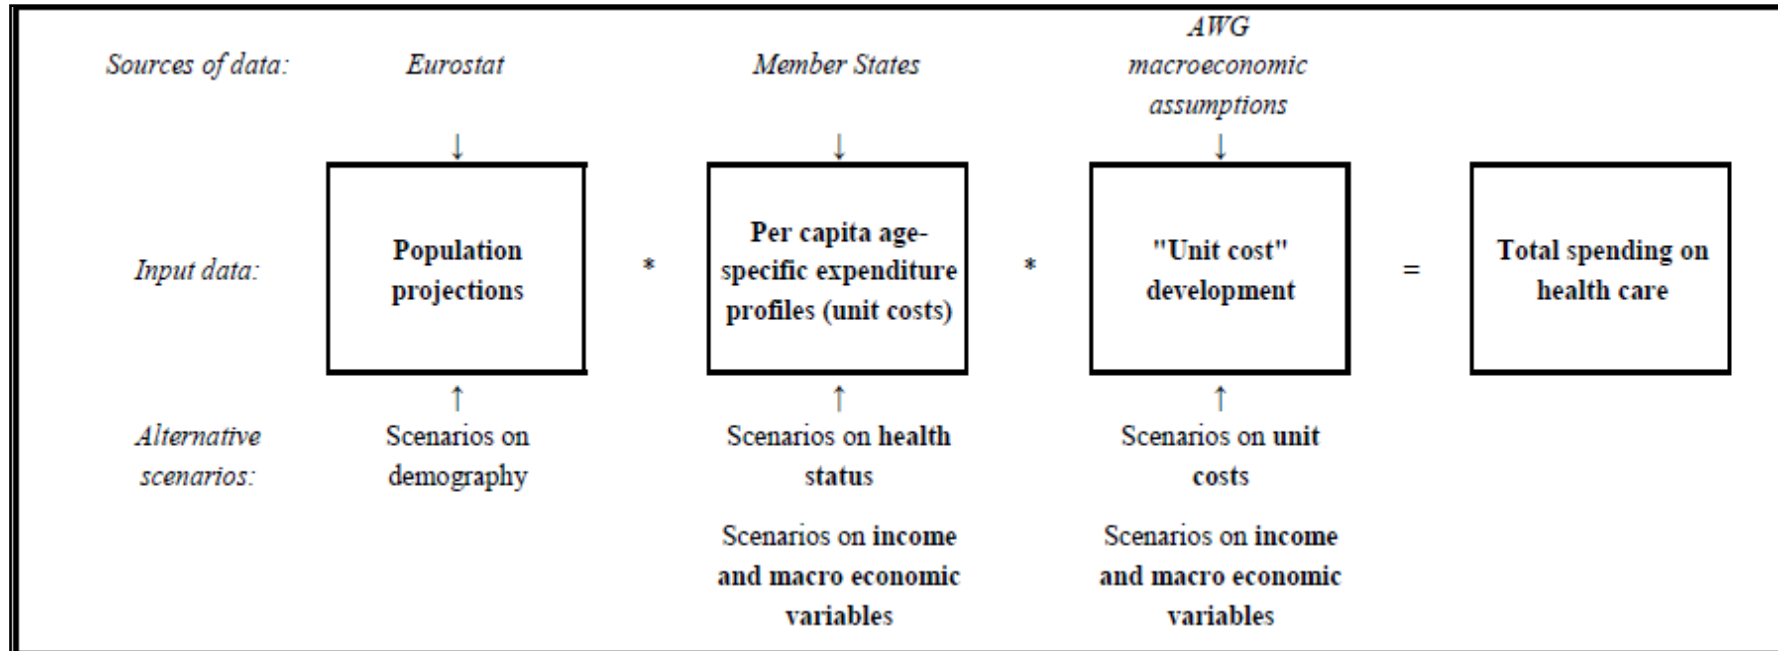 Sources of data:
Eurostat
Member States
AWG
macroeconomic
assumptions
↓
↓
↓
Input data:
Population
projections
*
Per capita age-
specific expenditure
profiles (unit costs)
*
"Unit cost"
development
=
Total spending on
health care
↑
↑
↑
Alternative
scenarios:
Scenarios on
demography
Scenarios on health
status
Scenarios on unit
costs
Scenarios on income
and macro economic
variables
Scenarios on income
and macro economic
variables